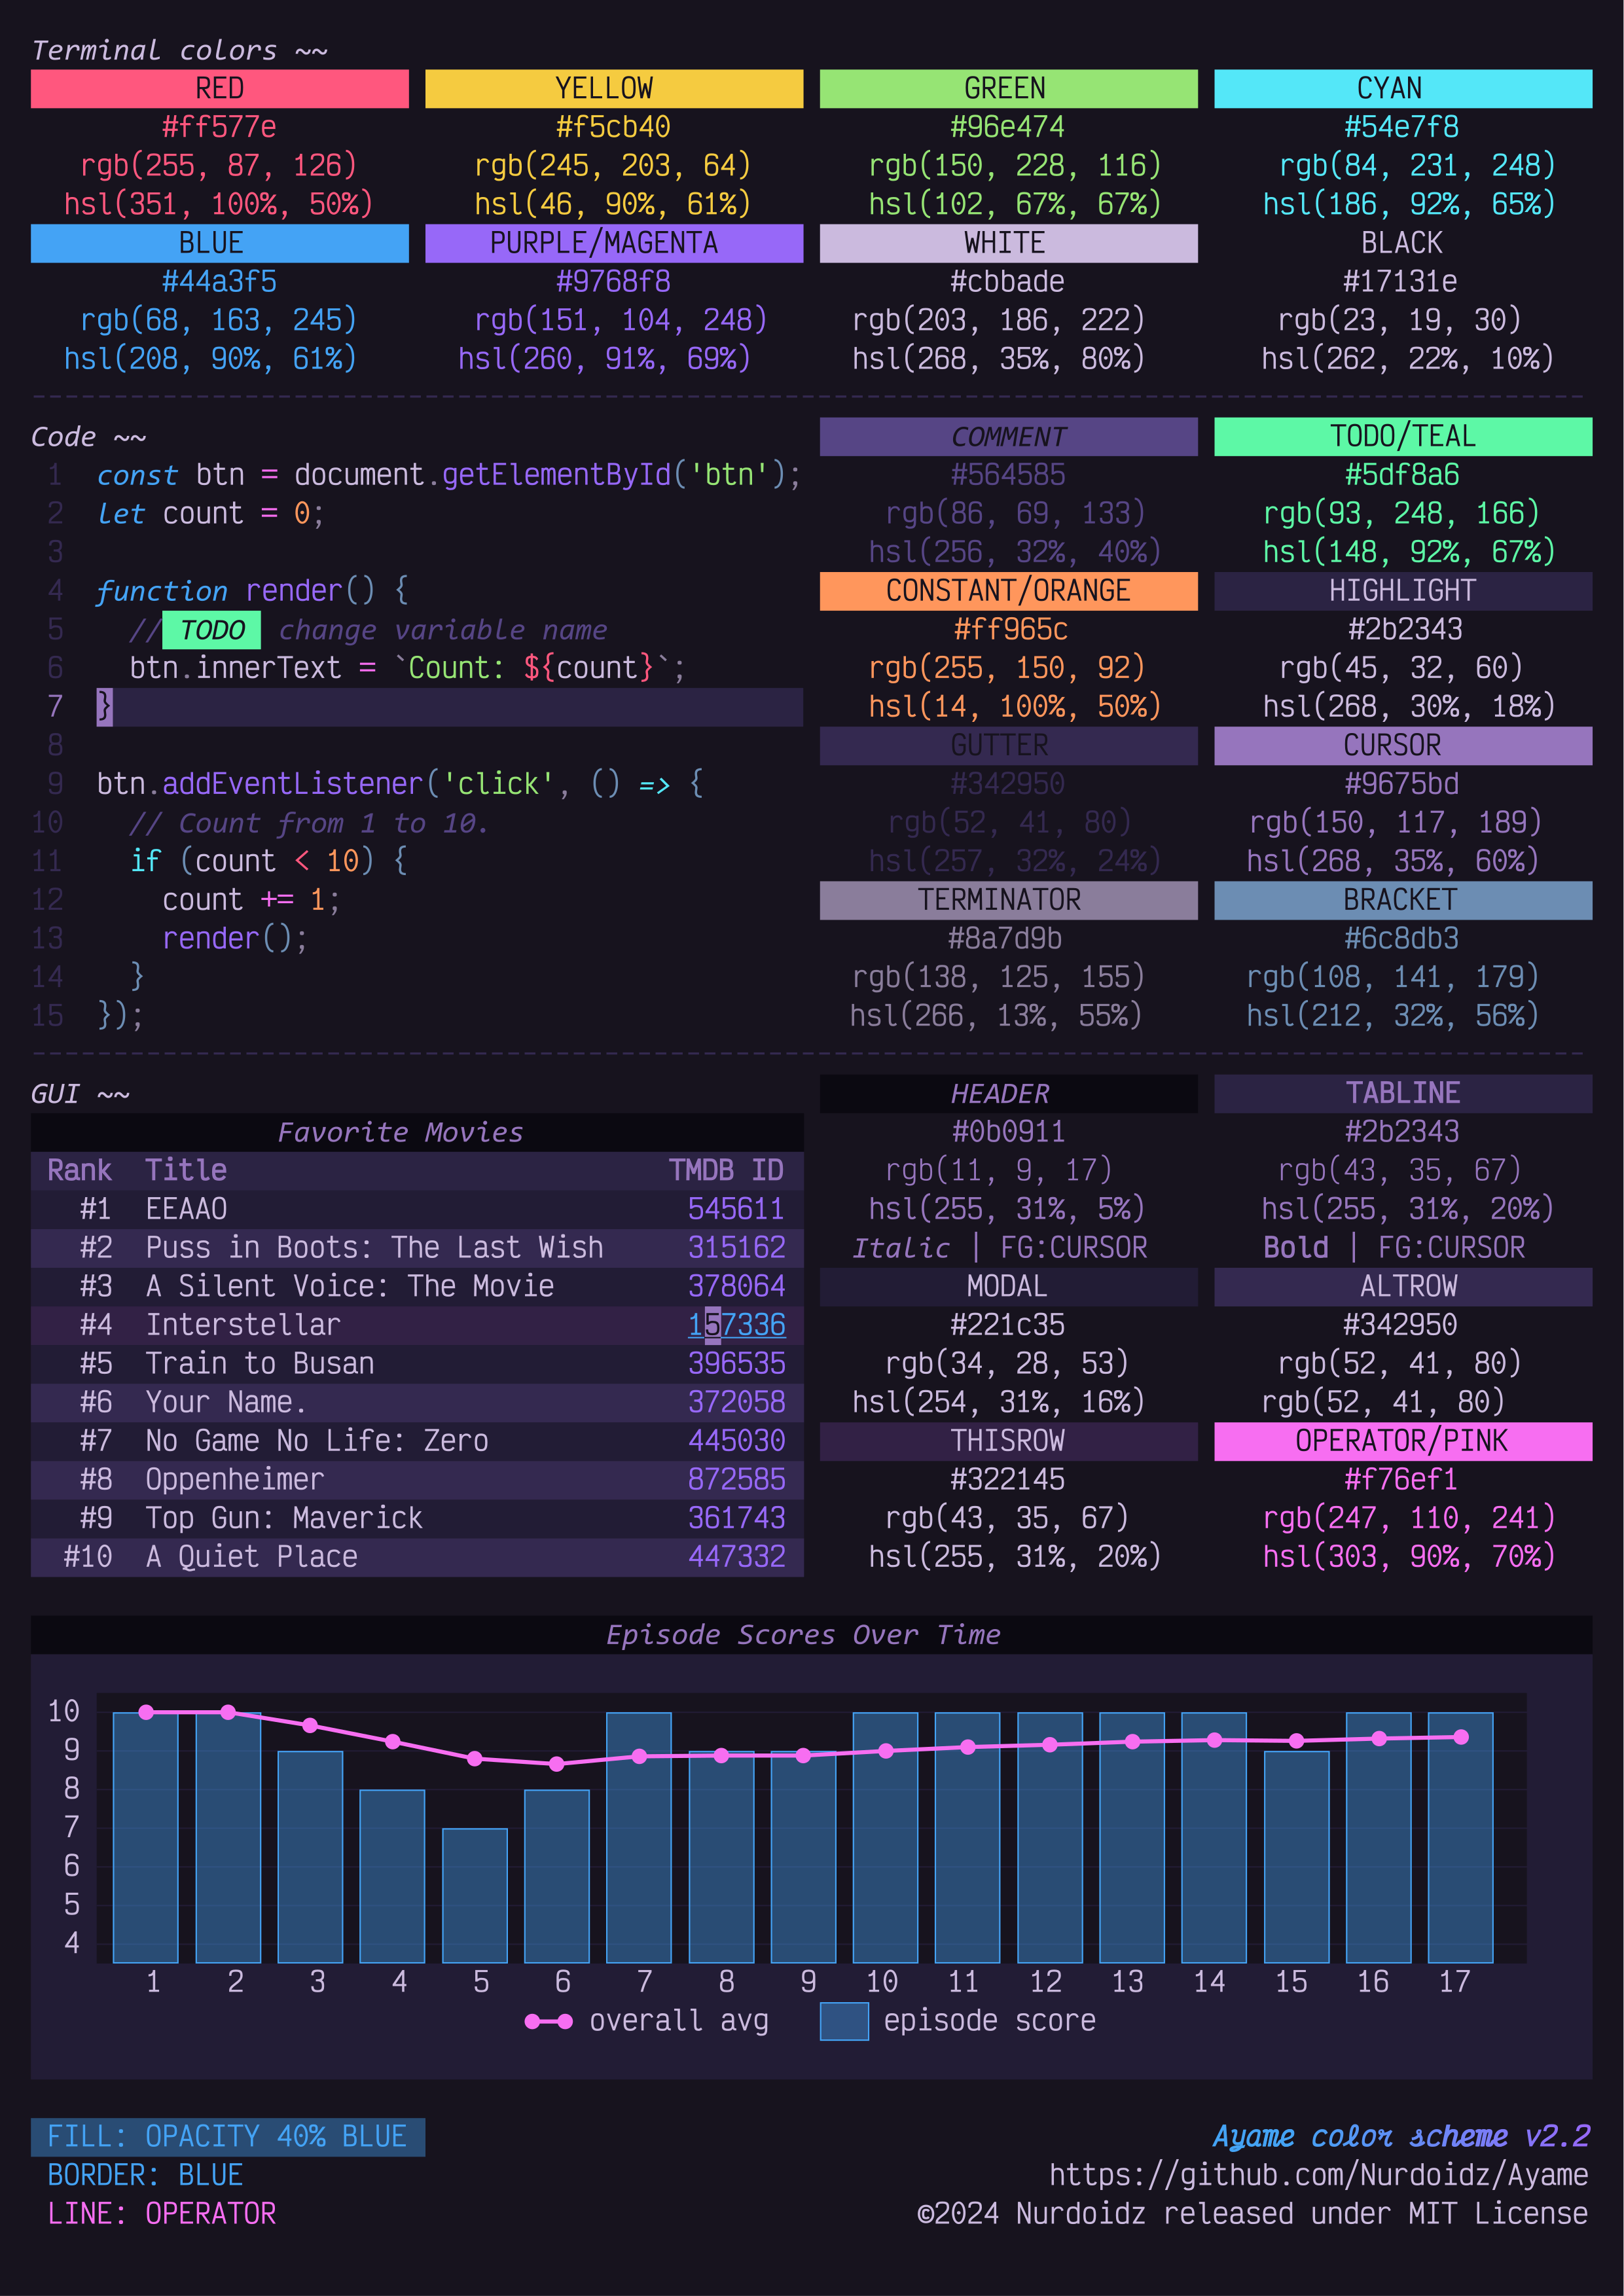 Terminal colors ~~
RED YELLOW GREEN CYAN
#ff577e #f5cb40 #96e474 #54e7f8
rgb(255, 87, 126) rgb(245, 203, 64) rgb(150, 228, 116) rgb(84, 231, 248)
hsl(351, 100%, 50%) hsl(46, 90%, 61%) hsl(102, 67%, 67%) hsl(186, 92%, 65%)
BLUE PURPLE/MAGENTA WHITE BLACK
#44a3f5 #9768f8 #cbbade #17131e
rgb(68, 163, 245) rgb(151, 104, 248) rgb(203, 186, 222) rgb(23, 19, 30)
hsl(208, 90%, 61%) hsl(260, 91%, 69%) hsl(268, 35%, 80%) hsl(262, 22%, 10%)
Code ~~
1 const btn = document.getElementById('btn');
2 let count = 0;
3
4 function render() {
5 // TODO change variable name
6 btn.innerText = `Count: ${count}`;
7 }
8
9 btn.addEventListener('click', () => {
10 // Count from 1 to 10.
11 if (count < 10) {
12 count += 1;
13 render();
14 }
15 });
COMMENT TODO/TEAL
#564585 #5df8a6
rgb(86, 69, 133) rgb(93, 248, 166)
hsl(256, 32%, 40%) hsl(148, 92%, 67%)
CONSTANT/ORANGE HIGHLIGHT
#ff965c #2b2343
rgb(255, 150, 92) rgb(45, 32, 60)
hsl(14, 100%, 50%) hsl(268, 30%, 18%)
GUTTER CURSOR
#342950 #9675bd
rgb(52, 41, 80) rgb(150, 117, 189)
hsl(257, 32%, 24%) hsl(268, 35%, 60%)
TERMINATOR BRACKET
#8a7d9b #6c8db3
rgb(138, 125, 155) rgb(108, 141, 179)
hsl(266, 13%, 55%) hsl(212, 32%, 56%)
GUI ~~
Favorite Movies
Rank Title TMDB ID
#1 EEAAO 545611
#2 Puss in Boots: The Last Wish 315162
#3 A Silent Voice: The Movie 378064
#4 Interstellar 157336
#5 Train to Busan 396535
#6 Your Name. 372058
#7 No Game No Life: Zero 445030
#8 Oppenheimer 872585
#9 Top Gun: Maverick 361743
#10 A Quiet Place 447332
HEADER TABLINE
#0b0911 #2b2343
rgb(11, 9, 17) rgb(43, 35, 67)
hsl(255, 31%, 5%) hsl(255, 31%, 20%)
Italic | FG:CURSOR Bold | FG:CURSOR
MODAL ALTROW
#221c35 #342950
rgb(34, 28, 53) rgb(52, 41, 80)
hsl(254, 31%, 16%) rgb(52, 41, 80)
THISROW OPERATOR/PINK
#322145 #f76ef1
rgb(43, 35, 67) rgb(247, 110, 241)
hsl(255, 31%, 20%) hsl(303, 90%, 70%)
Episode Scores Over Time
10
9
8
7
6
5
4
1 2 3 4 5 6 7 8 9 10 11 12 13 14 15 16 17
overall avg episode score
FILL: OPACITY 40% BLUE
BORDER: BLUE
LINE: OPERATOR
Ayame color scheme v2.2
https://github.com/Nurdoidz/Ayame
©2024 Nurdoidz released under MIT License